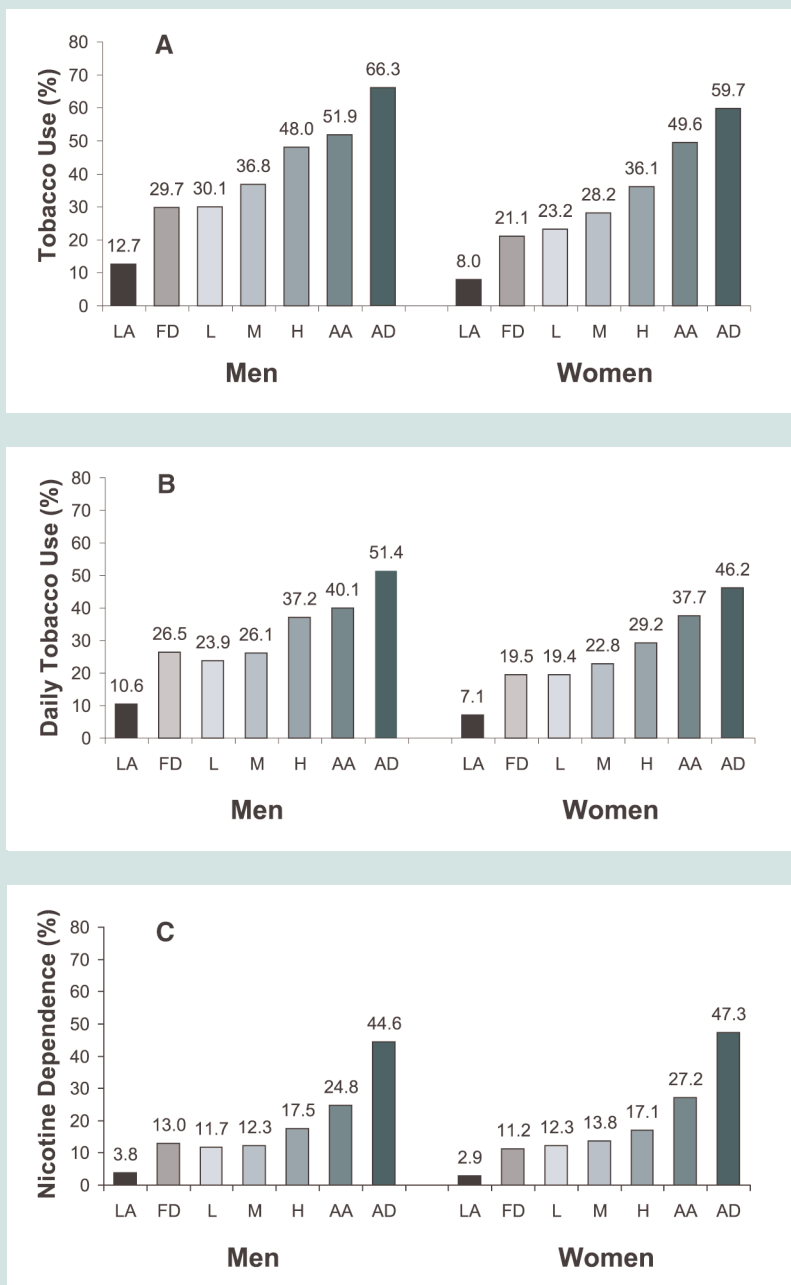 A
Tobacco Use (%)
80
70
60
50
40
30
20
10
0
12.7 29.7 30.1 36.8 48.0 51.9 66.3 8.0 21.1 23.2 28.2 36.1 49.6 59.7
LA FD L M H AA AD LA FD L M H AA AD
Men Women
B
Daily Tobacco Use (%)
80
70
60
50
40
30
20
10
0
10.6 26.5 23.9 26.1 37.2 40.1 51.4 7.1 19.5 19.4 22.8 29.2 37.7 46.2
LA FD L M H AA AD LA FD L M H AA AD
Men Women
C
Nicotine Dependence (%)
80
70
60
50
40
30
20
10
0
3.8 13.0 11.7 12.3 17.5 24.8 44.6 2.9 11.2 12.3 13.8 17.1 27.2 47.3
LA FD L M H AA AD LA FD L M H AA AD
Men Women